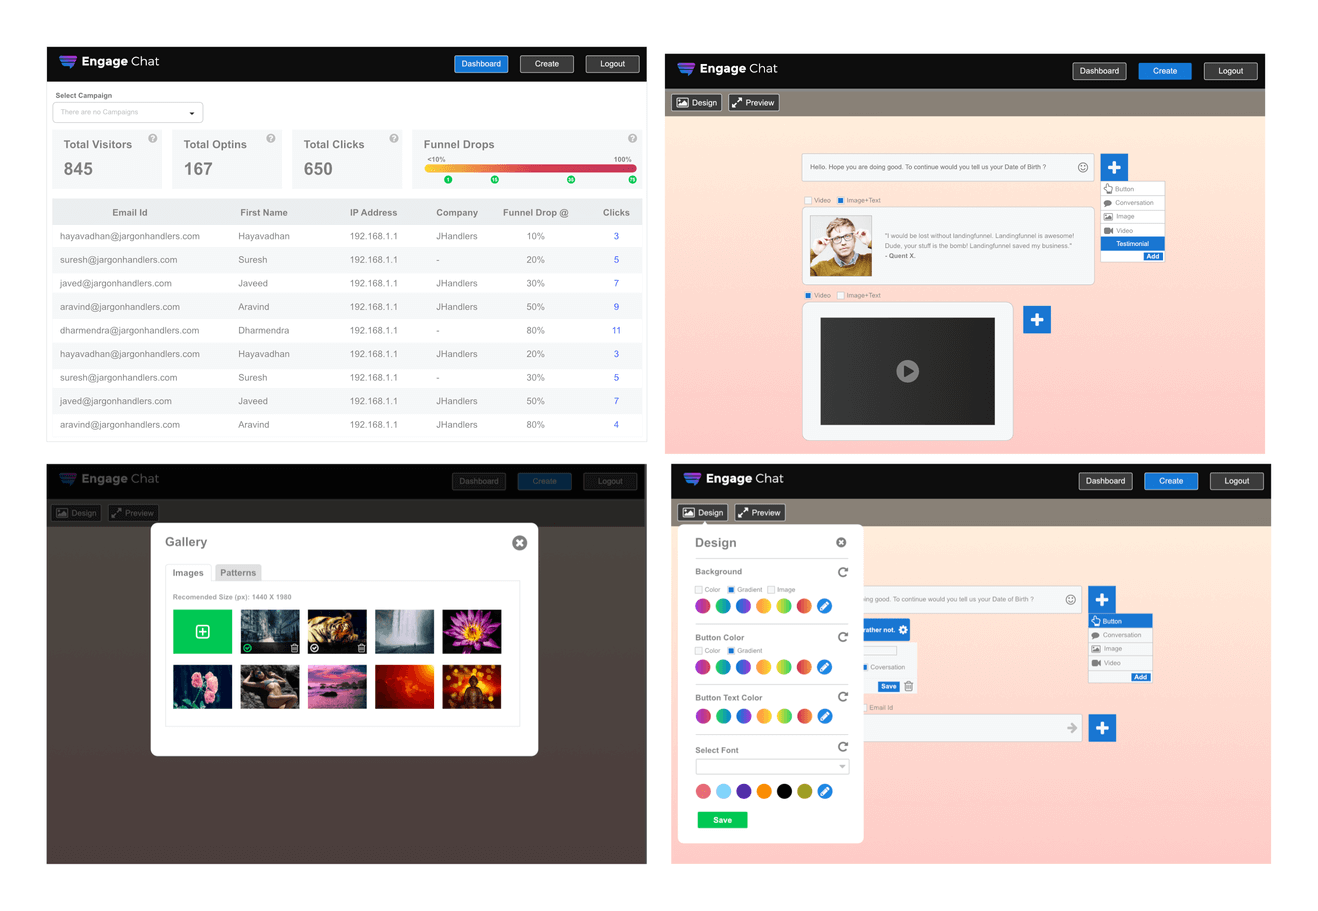 Engage Chat
Dashboard Create Logout
Select Campaign
There are no Campaigns
Total Visitors ?
845
Total Optins ?
167
Total Clicks ?
650
Funnel Drops ?
<10% 100%
Email Id First Name IP Address Company Funnel Drop @ Clicks
hayavadhan@jargonhandlers.com Hayavadhan 192.168.1.1 JHandlers 10% 3
suresh@jargonhandlers.com Suresh 192.168.1.1 - 20% 5
javed@jargonhandlers.com Javeed 192.168.1.1 JHandlers 30% 7
aravind@jargonhandlers.com Aravind 192.168.1.1 JHandlers 50% 9
dharmendra@jargonhandlers.com Dharmendra 192.168.1.1 - 80% 11
hayavadhan@jargonhandlers.com Hayavadhan 192.168.1.1 JHandlers 20% 3
suresh@jargonhandlers.com Suresh 192.168.1.1 - 30% 5
javed@jargonhandlers.com Javeed 192.168.1.1 JHandlers 50% 7
aravind@jargonhandlers.com Aravind 192.168.1.1 JHandlers 80% 4
Engage Chat
Dashboard Create Logout
Design Preview
Hello. Hope you are doing good. To continue would you tell us your Date of Birth ?
Button
Conversation
Image
Video
Testimonial
Add
Video Image+Text
"I would be lost without landingfunnel. Landingfunnel is awesome!
Dude, your stuff is the bomb! Landingfunnel saved my business."
- Quent X.
Video Image+Text
Engage Chat
Dashboard Create Logout
Design Preview
Gallery
Images Patterns
Recomended Size (px): 1440 X 1980
Engage Chat
Dashboard Create Logout
Design Preview
Design
Background
Color Gradient Image
Button Color
Color Gradient
Button Text Color
Select Font
Save
ing good. To continue would you tell us your Date of Birth ?
rather not.
Coversation
Save
Email Id
Button
Conversation
Image
Video
Add